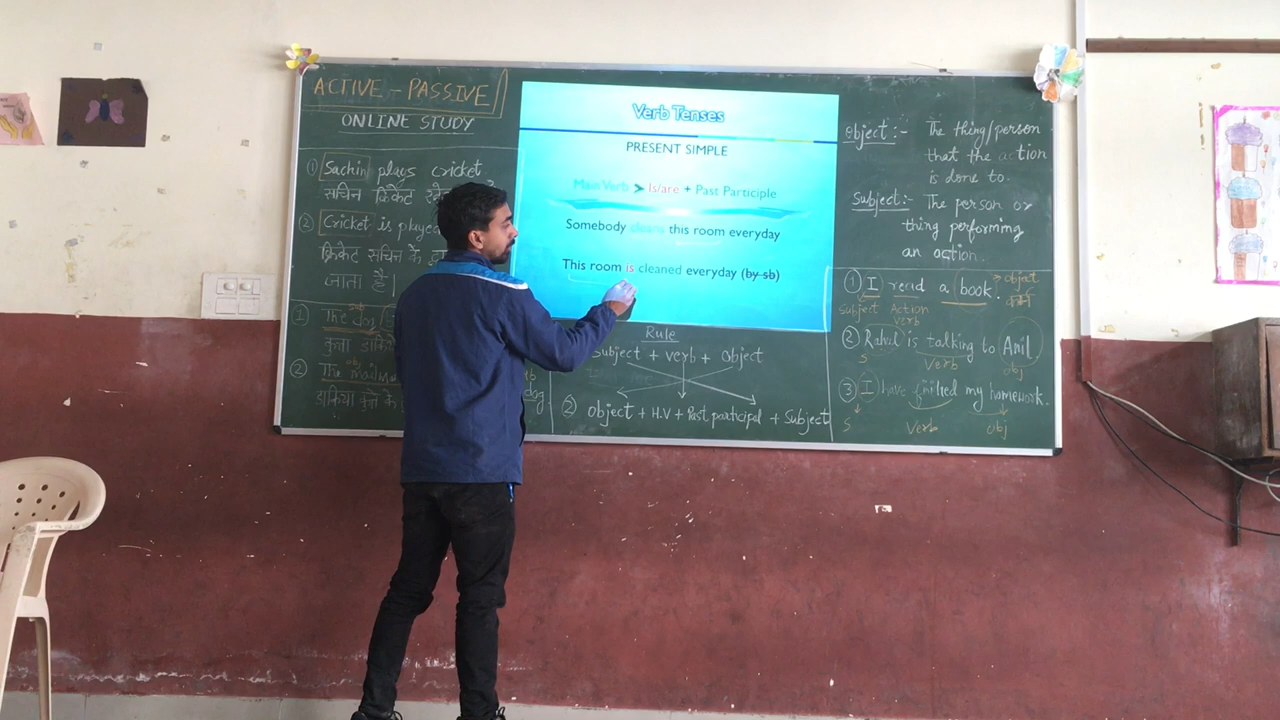 ACTIVE - PASSIVE
ONLINE STUDY
① Sachin plays cricket
सचिन क्रिकेट
② Cricket is played
क्रिकेट सचिन के
जाता है।
① The dog
कुत्ता
② The
डाकिया कुत्ते के
dog.
Verb Tenses
PRESENT SIMPLE
Main Verb > Is/are + Past Participle
Somebody cleans this room everyday
This room is cleaned everyday (by sb)
Rule
Subject + verb + object
② Object + H.V + Past participal + Subject
Object :-
The thing/person
that the action
is done to.
Subject :- The person or
thing performing
an action.
① I read a book. → object
कर्म
Subject Action
verb
② Rahul is talking to Anil
S Verb obj
③ I have finished my homework.
S Verb obj